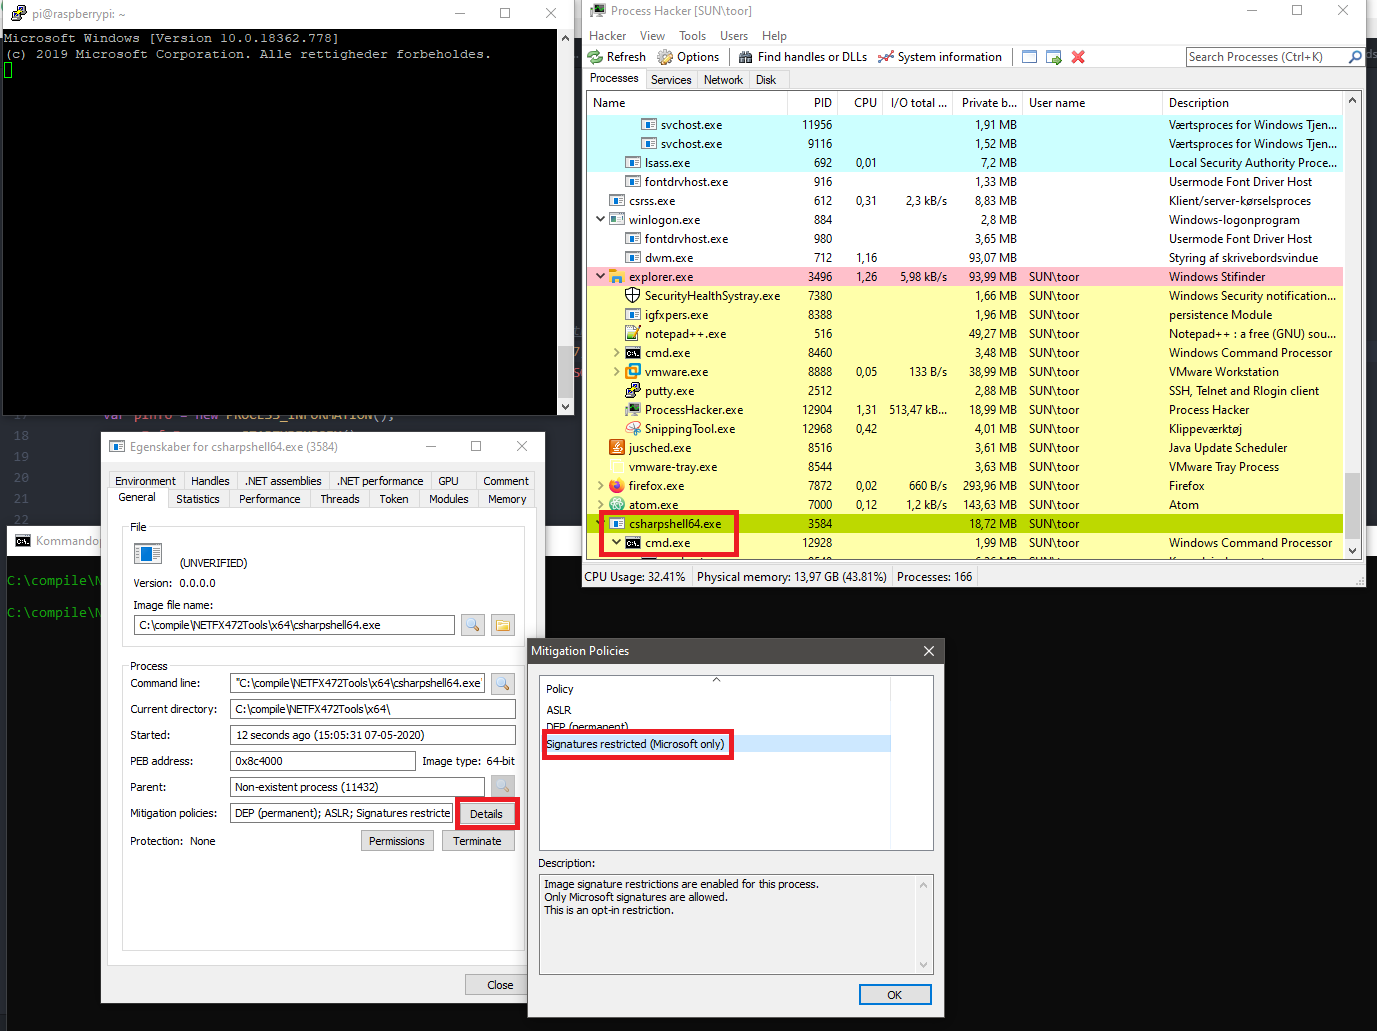 pi@raspberrypi: ~
Microsoft Windows [Version 10.0.18362.778]
(c) 2019 Microsoft Corporation. Alle rettigheder forbeholdes.
Process Hacker [SUN\toor]
Hacker View Tools Users Help
Refresh Options Find handles or DLLs System information Search Processes (Ctrl+K)
Processes Services Network Disk
Name PID CPU I/O total ... Private b... User name Description
svchost.exe 11956 1,91 MB Værtsproces for Windows Tjen...
svchost.exe 9116 1,52 MB Værtsproces for Windows Tjen...
lsass.exe 692 0,01 7,2 MB Local Security Authority Proce...
fontdrvhost.exe 916 1,33 MB Usermode Font Driver Host
csrss.exe 612 0,31 2,3 kB/s 8,83 MB Klient/server-kørselsproces
winlogon.exe 884 2,8 MB Windows-logonprogram
fontdrvhost.exe 980 3,65 MB Usermode Font Driver Host
dwm.exe 712 1,16 93,07 MB Styring af skrivebordsvindue
explorer.exe 3496 1,26 5,98 kB/s 93,99 MB SUN\toor Windows Stifinder
SecurityHealthSystray.exe 7380 1,66 MB SUN\toor Windows Security notification...
igfxpers.exe 8388 1,96 MB SUN\toor persistence Module
notepad++.exe 516 49,27 MB SUN\toor Notepad++ : a free (GNU) sou...
cmd.exe 8460 3,48 MB SUN\toor Windows Command Processor
vmware.exe 8888 0,05 133 B/s 38,99 MB SUN\toor VMware Workstation
putty.exe 2512 2,88 MB SUN\toor SSH, Telnet and Rlogin client
ProcessHacker.exe 12904 1,31 513,47 kB... 18,99 MB SUN\toor Process Hacker
SnippingTool.exe 12968 0,42 4,01 MB SUN\toor Klippeværktøj
jusched.exe 8516 3,61 MB SUN\toor Java Update Scheduler
vmware-tray.exe 8544 3,63 MB SUN\toor VMware Tray Process
firefox.exe 7872 0,02 660 B/s 293,96 MB SUN\toor Firefox
atom.exe 7000 0,12 1,2 kB/s 143,63 MB SUN\toor Atom
csharpshell64.exe 3584 18,72 MB SUN\toor
cmd.exe 12928 1,99 MB SUN\toor Windows Command Processor
CPU Usage: 32.41% Physical memory: 13,97 GB (43.81%) Processes: 166
var pInfo = new PROCESS_INFORMATION();
18
19
20
21
22
Kommandop
C:\compile\N
C:\compile\N
Egenskaber for csharpshell64.exe (3584)
Environment Handles .NET assemblies .NET performance GPU Comment
General Statistics Performance Threads Token Modules Memory
File
(UNVERIFIED)
Version: 0.0.0.0
Image file name:
C:\compile\NETFX472Tools\x64\csharpshell64.exe
Process
Command line: "C:\compile\NETFX472Tools\x64\csharpshell64.exe"
Current directory: C:\compile\NETFX472Tools\x64\
Started: 12 seconds ago (15:05:31 07-05-2020)
PEB address: 0x8c4000 Image type: 64-bit
Parent: Non-existent process (11432)
Mitigation policies: DEP (permanent); ASLR; Signatures restricte Details
Protection: None Permissions Terminate
Close
Mitigation Policies
Policy
ASLR
DEP (permanent)
Signatures restricted (Microsoft only)
Description:
Image signature restrictions are enabled for this process.
Only Microsoft signatures are allowed.
This is an opt-in restriction.
OK